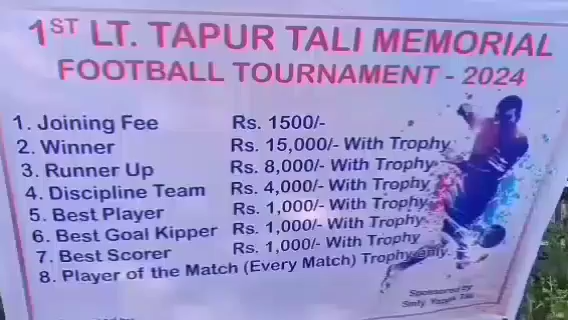 1ST LT. TAPUR TALI MEMORIAL
FOOTBALL TOURNAMENT - 2024
1. Joining Fee Rs. 1500/-
2. Winner Rs. 15,000/- With Trophy
3. Runner Up Rs. 8,000/- With Trophy
4. Discipline Team Rs. 4,000/- With Trophy
5. Best Player Rs. 1,000/- With Trophy
6. Best Goal Kipper Rs. 1,000/- With Trophy
7. Best Scorer Rs. 1,000/- With Trophy
8. Player of the Match (Every Match) Trophy only
Sponsored by
Tali